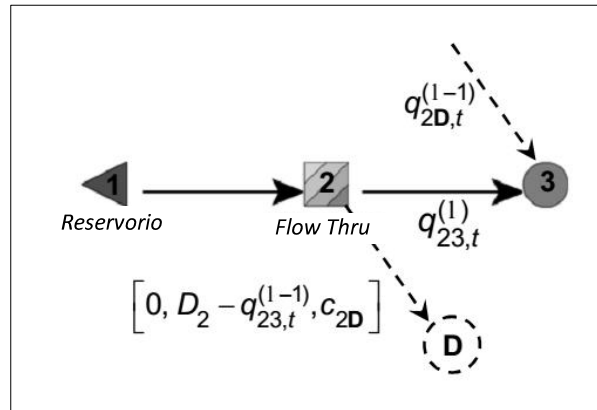 q_{2D,t}^{(1-1)}
1 2 3
Reservorio Flow Thru q_{23,t}^{(1)}
[0, D_2 − q_{23,t}^{(1-1)}, c_{2D}]
D